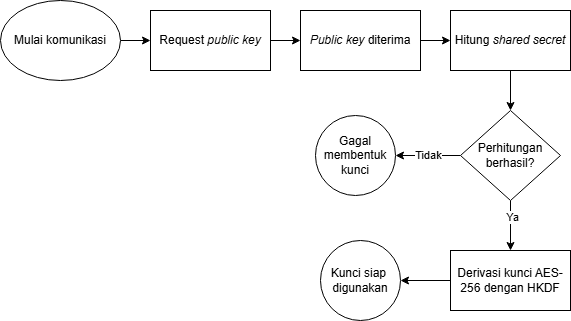 Mulai komunikasi
Request public key
Public key diterima
Hitung shared secret
Perhitungan
berhasil?
Tidak
Gagal
membentuk
kunci
Ya
Derivasi kunci AES-
256 dengan HKDF
Kunci siap
digunakan